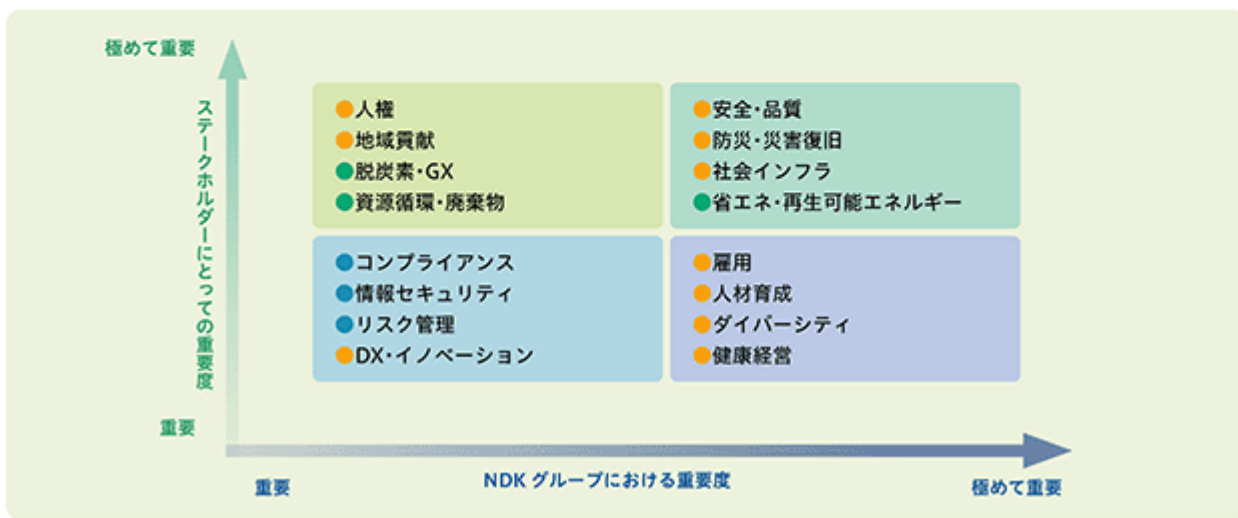 極めて重要
ステークホルダーにとっての重要度
●人権
●地域貢献
●脱炭素・GX
●資源循環・廃棄物
●安全・品質
●防災・災害復旧
●社会インフラ
●省エネ・再生可能エネルギー
●コンプライアンス
●情報セキュリティ
●リスク管理
●DX・イノベーション
●雇用
●人材育成
●ダイバーシティ
●健康経営
重要
重要
NDK グループにおける重要度
極めて重要